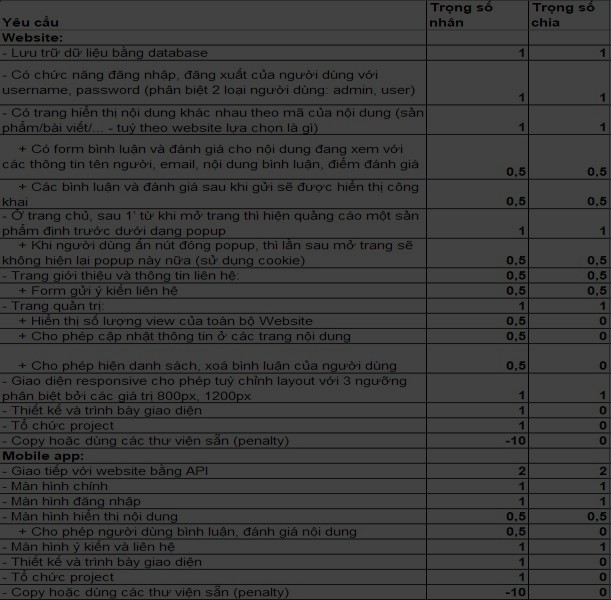 Yêu cầu Trọng số nhân Trọng số chia
Website:
- Lưu trữ dữ liệu bằng database 1 1
- Có chức năng đăng nhập, đăng xuất của người dùng với
username, password (phân biệt 2 loại người dùng: admin, user) 1 1
- Có trang hiển thị nội dung khác nhau theo mã của nội dung (sản
phẩm/bài viết/... - tuỳ theo website lựa chọn là gì) 1 1
+ Có form bình luận và đánh giá cho nội dung đang xem với
các thông tin tên người, email, nội dung bình luận, điểm đánh giá 0,5 0,5
+ Các bình luận và đánh giá sau khi gửi sẽ được hiển thị công
khai 0,5 0,5
- Ở trang chủ, sau 1' từ khi mở trang thì hiện quảng cáo một sản
phẩm định trước dưới dạng popup 1 1
+ Khi người dùng ấn nút đóng popup, thì lần sau mở trang sẽ
không hiện lại popup này nữa (sử dụng cookie) 0,5 0,5
- Trang giới thiệu và thông tin liên hệ: 0,5 0,5
+ Form gửi ý kiến liên hệ 0,5 0,5
- Trang quản trị: 1 1
+ Hiển thị số lượng view của toàn bộ Website 0,5 0
+ Cho phép cập nhật thông tin ở các trang nội dung 0,5 0
+ Cho phép hiện danh sách, xoá bình luận của người dùng 0,5 0
- Giao diện responsive cho phép tuỳ chỉnh layout với 3 ngưỡng
phân biệt bởi các giá trị 800px, 1200px 1 1
- Thiết kế và trình bày giao diện 1 0
- Tổ chức project 1 0
- Copy hoặc dùng các thư viện sẵn (penalty) -10 0
Mobile app:
- Giao tiếp với website bằng API 2 2
- Màn hình chính 1 1
- Màn hình đăng nhập 1 1
- Màn hình hiển thị nội dung 0,5 0,5
+ Cho phép người dùng bình luận, đánh giá nội dung 0,5 0
- Màn hình ý kiến và liên hệ 1 1
- Thiết kế và trình bày giao diện 1 0
- Tổ chức project 1 0
- Copy hoặc dùng các thư viện sẵn (penalty) -10 0